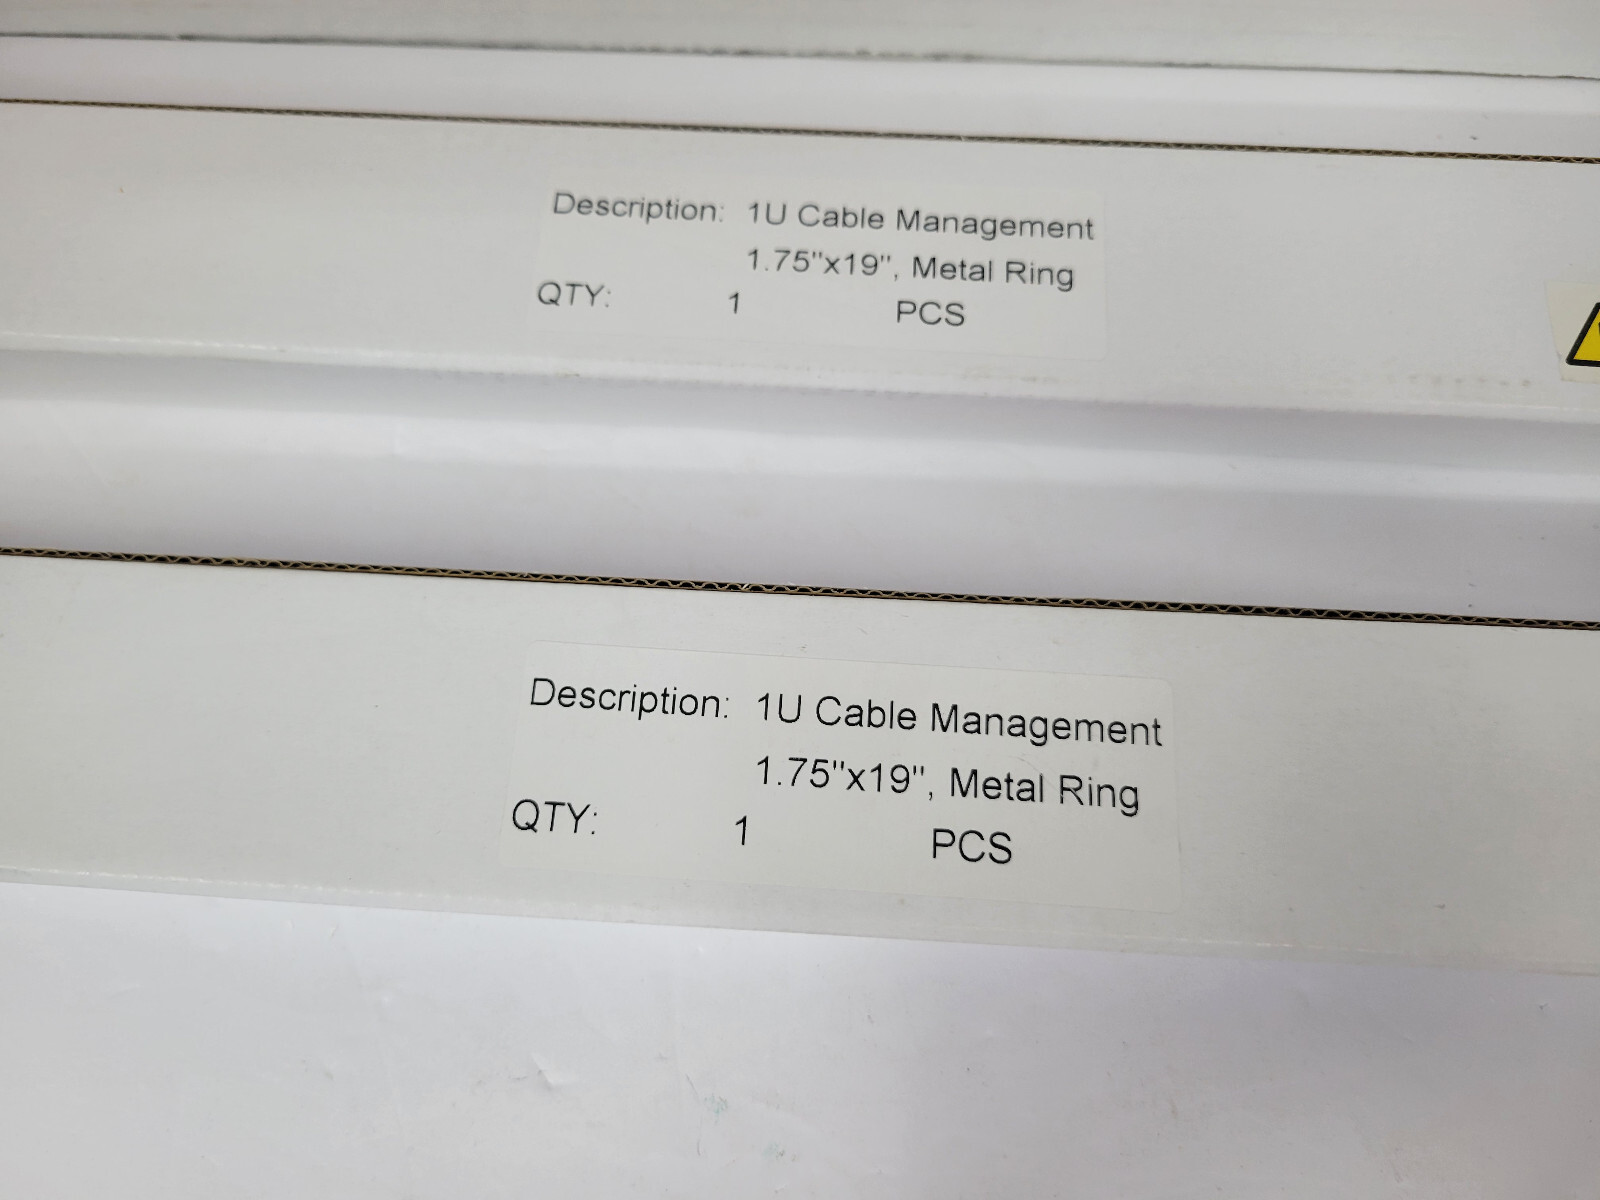 Description: 1U Cable Management
1.75"x19", Metal Ring
QTY: 1 PCS
Description: 1U Cable Management
1.75"x19", Metal Ring
QTY: 1 PCS